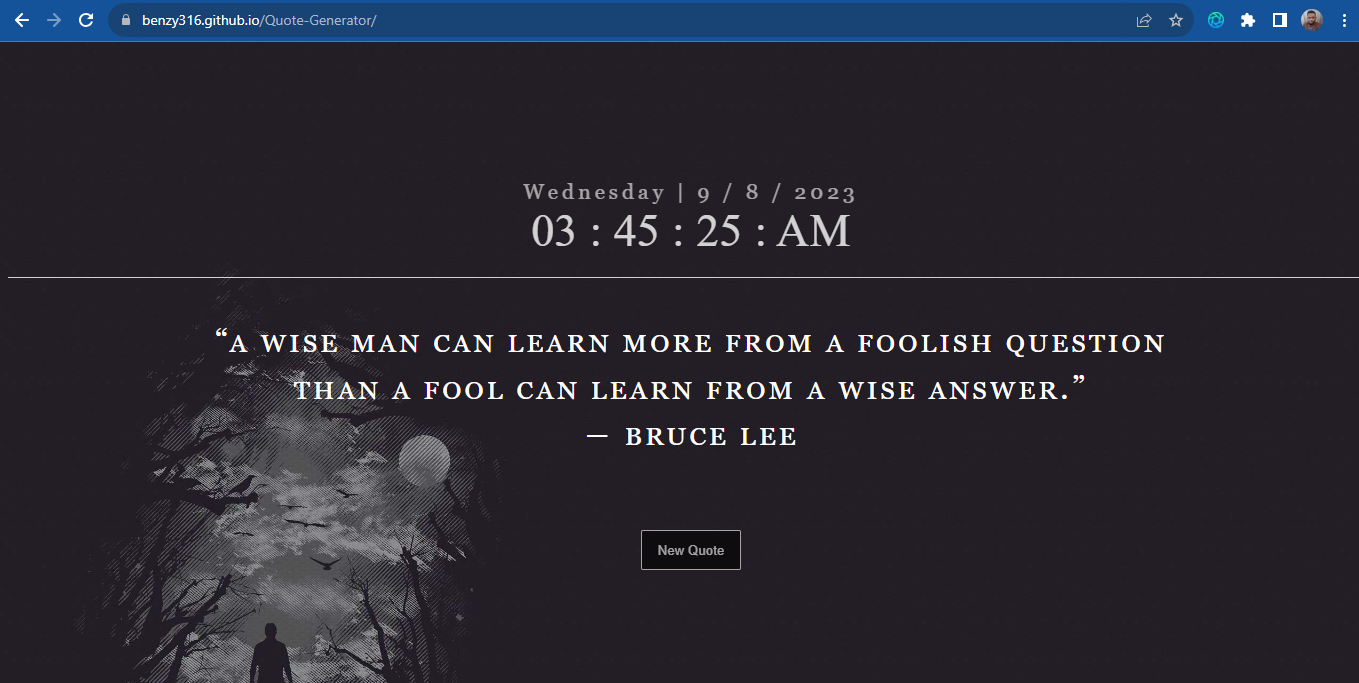 benzy316.github.io/Quote-Generator/
Wednesday | 9 / 8 / 2023
03 : 45 : 25 : AM
“A WISE MAN CAN LEARN MORE FROM A FOOLISH QUESTION
THAN A FOOL CAN LEARN FROM A WISE ANSWER.”
— BRUCE LEE
New Quote